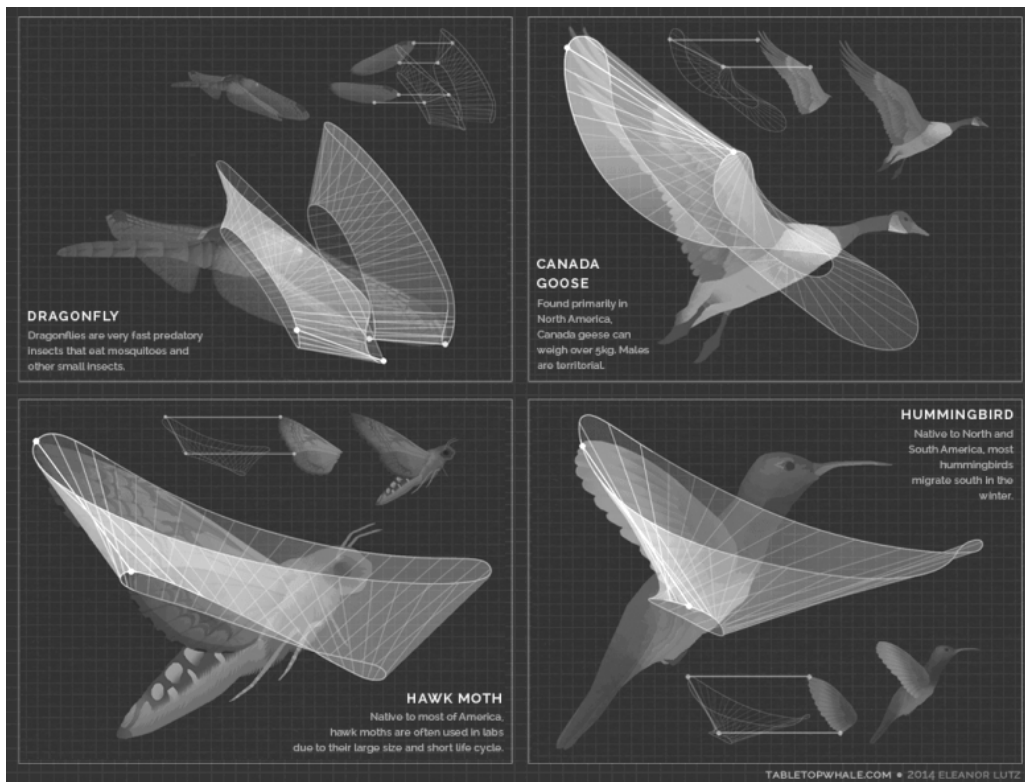 DRAGONFLY
Dragonflies are very fast predatory
insects that eat mosquitoes and
other small insects.
CANADA
GOOSE
Found primarily in
North America,
Canada geese can
weigh over 5kg. Males
are territorial.
HAWK MOTH
Native to most of America,
hawk moths are often used in labs
due to their large size and short life cycle.
HUMMINGBIRD
Native to North and
South America, most
hummingbirds
migrate south in the
winter.
TABLETOPWHALE.COM • 2014 ELEANOR LUTZ